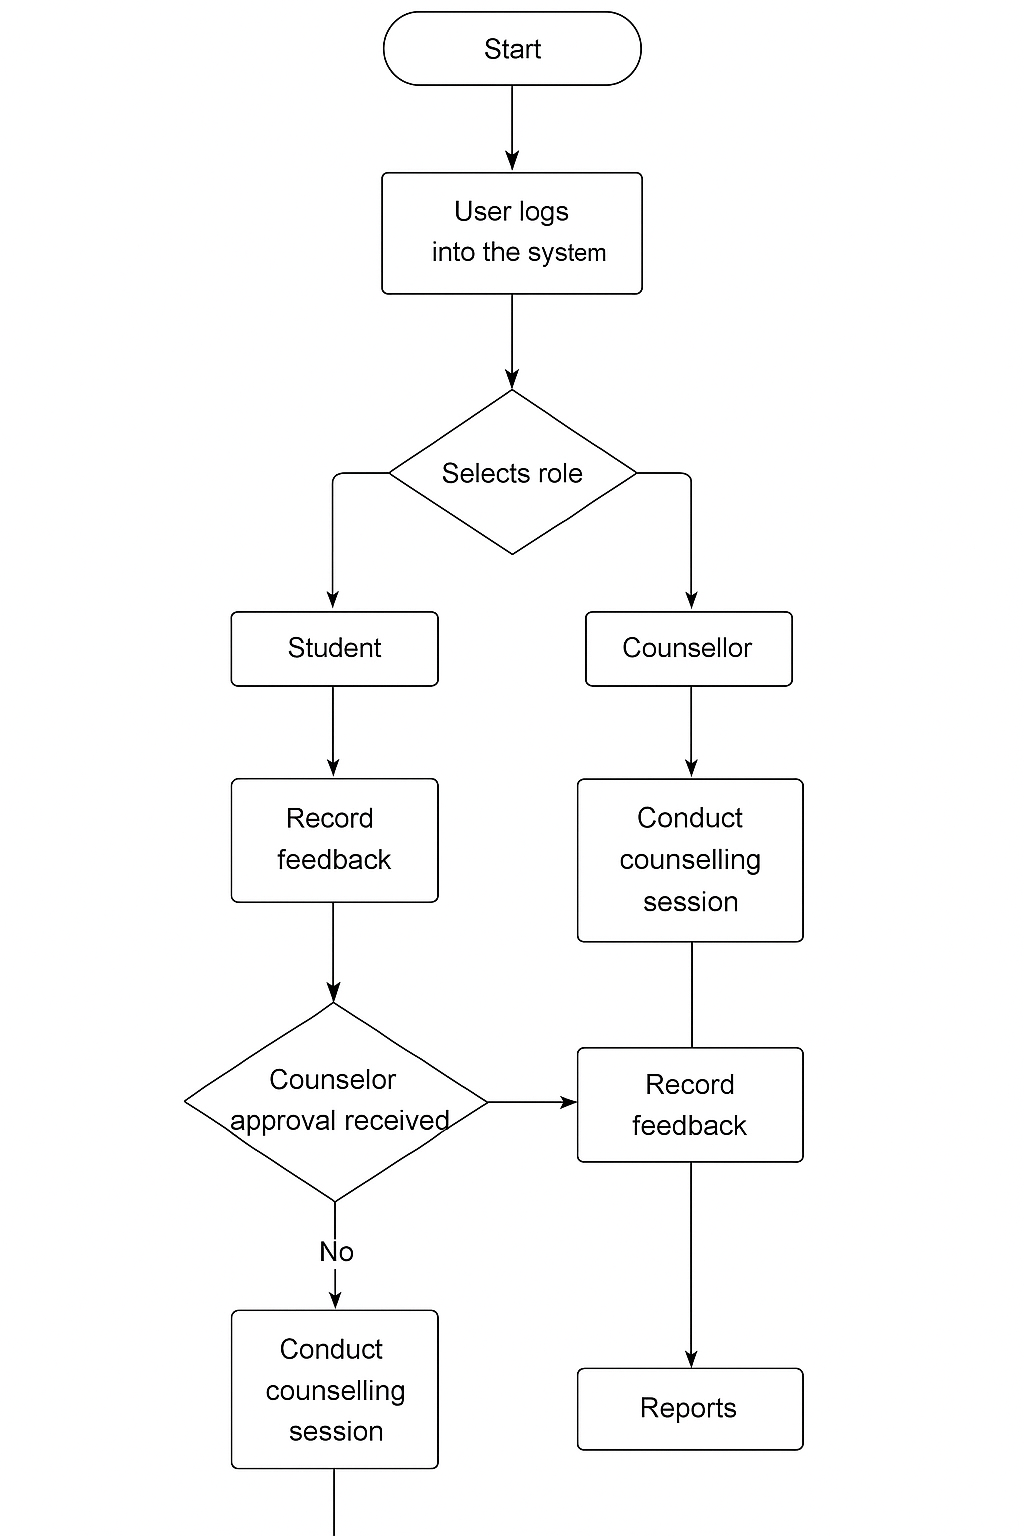 Start
User logs
into the system
Selects role
Student
Counsellor
Record
feedback
Conduct
counselling
session
Counselor
approval received
Record
feedback
No
Conduct
counselling
session
Reports